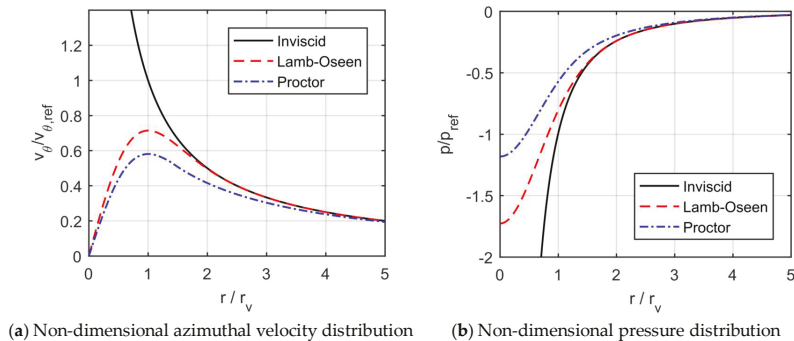 1.4
1.2
1
0.8
0.6
0.4
0.2
0
v_θ/v_θ,ref
Inviscid
Lamb-Oseen
Proctor
0 1 2 3 4 5
r / r_v
(a) Non-dimensional azimuthal velocity distribution
0
-0.5
-1
-1.5
-2
p/p_ref
Inviscid
Lamb-Oseen
Proctor
0 1 2 3 4 5
r / r_v
(b) Non-dimensional pressure distribution